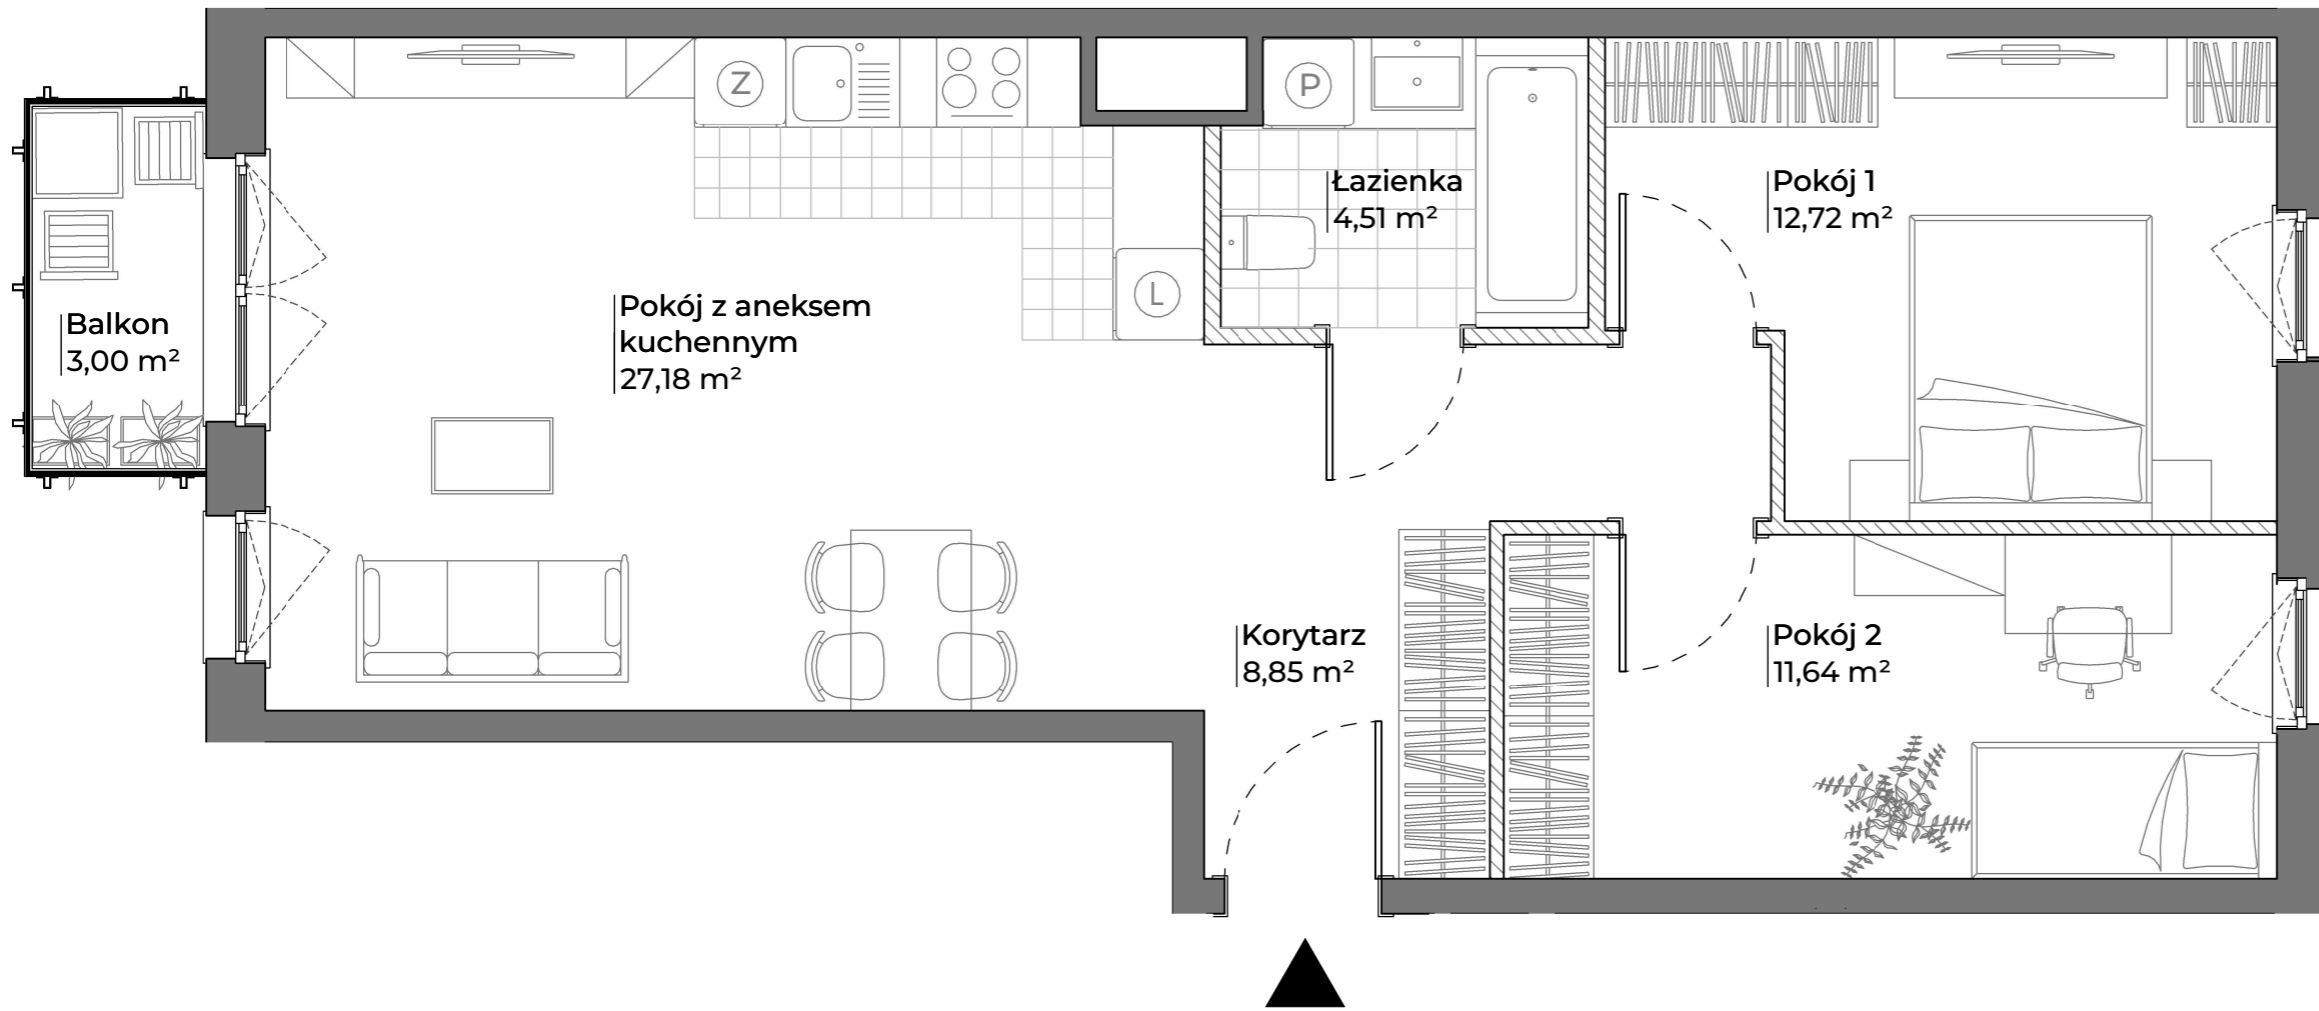 Z
P
Łazienka
4,51 m²
Pokój 1
12,72 m²
L
Pokój z aneksem
kuchennym
27,18 m²
Balkon
3,00 m²
Korytarz
8,85 m²
Pokój 2
11,64 m²